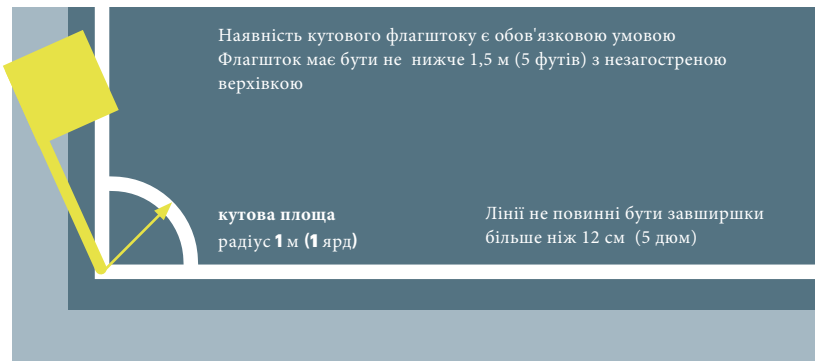 Наявність кутового флагштоку є обов'язковою умовою
Флагшток має бути не нижче 1,5 м (5 футів) з незагостреною
верхівкою
кутова площа
радіус 1 м (1 ярд)
Лінії не повинні бути завширшки
більше ніж 12 см (5 дюм)